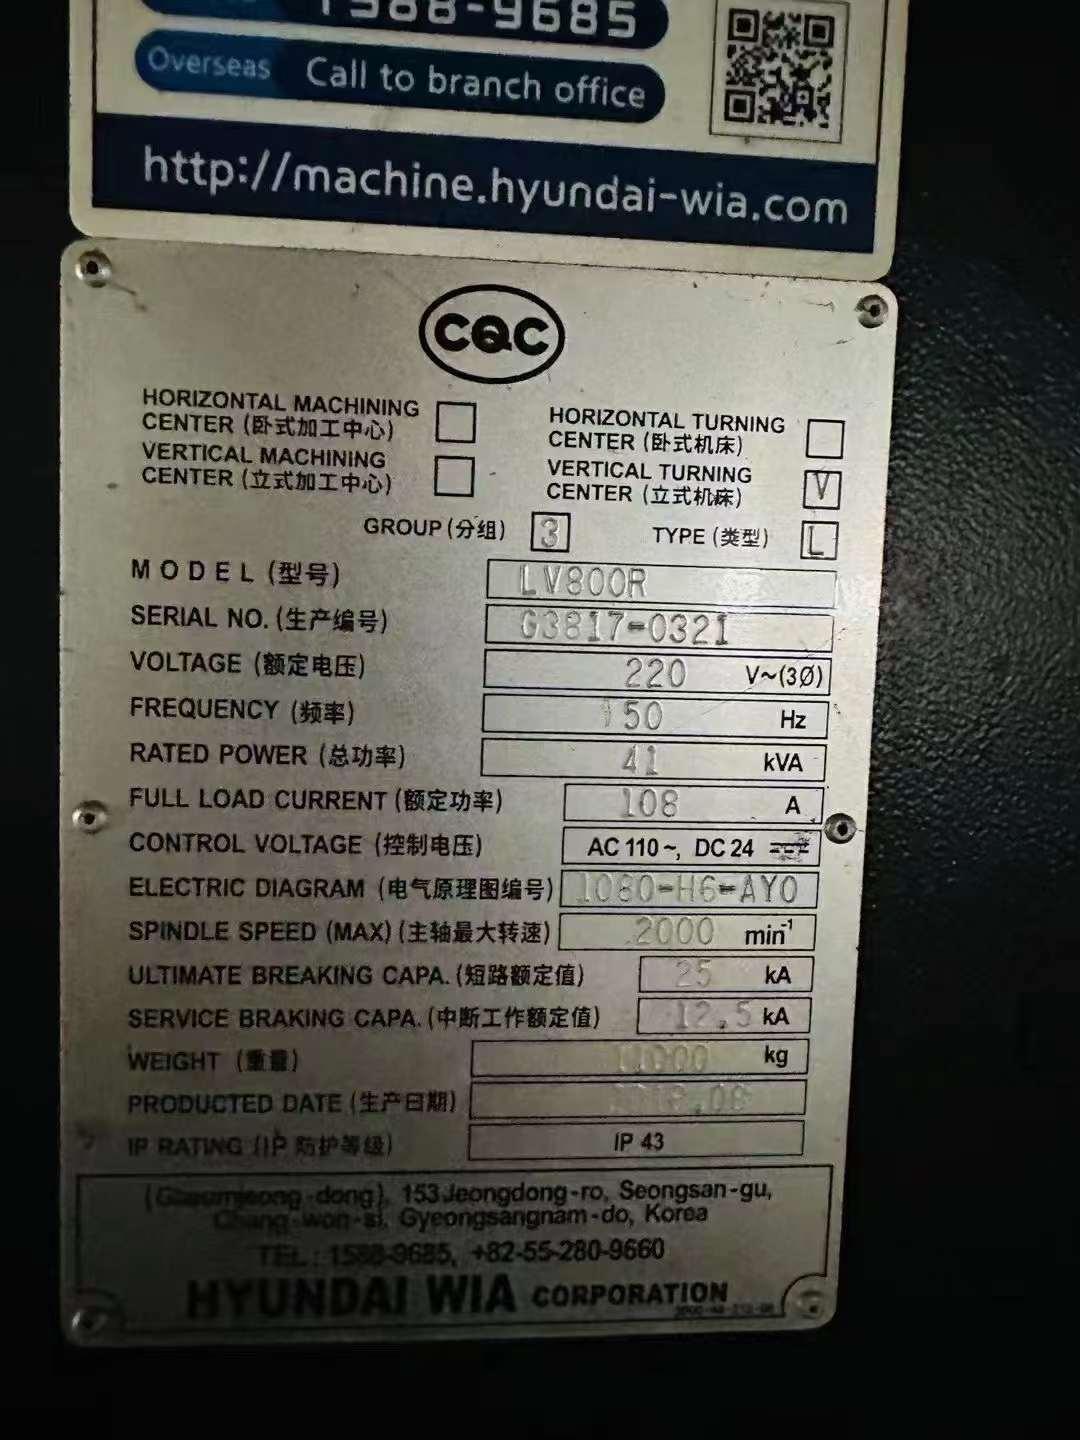 1588-9685
Overseas Call to branch office
http://machine.hyundai-wia.com
CQC
HORIZONTAL MACHINING
CENTER (卧式加工中心)
VERTICAL MACHINING
CENTER (立式加工中心)
HORIZONTAL TURNING
CENTER (卧式机床)
VERTICAL TURNING
CENTER (立式机床) V
GROUP (分组) 3 TYPE (类型) L
MODEL (型号) LV800R
SERIAL NO. (生产编号) G3817-0321
VOLTAGE (额定电压) 220 V~(3Ø)
FREQUENCY (频率) 50 Hz
RATED POWER (总功率) 41 kVA
FULL LOAD CURRENT (额定功率) 108 A
CONTROL VOLTAGE (控制电压) AC 110~, DC 24
ELECTRIC DIAGRAM (电气原理图编号) 1080-H6-AY0
SPINDLE SPEED (MAX) (主轴最大转速) 2000 min-1
ULTIMATE BREAKING CAPA. (短路额定值) 25 kA
SERVICE BRAKING CAPA. (中断工作额定值) 12.5 kA
WEIGHT (重量) 11000 kg
PRODUCTED DATE (生产日期)
IP RATING (IP 防护等级) IP 43
(Gaeumjeong-dong), 153 Jeongdong-ro, Seongsan-gu,
Chang-won-si, Gyeongsangnam-do, Korea
TEL : 1588-9685, +82-55-280-9660
HYUNDAI WIA CORPORATION